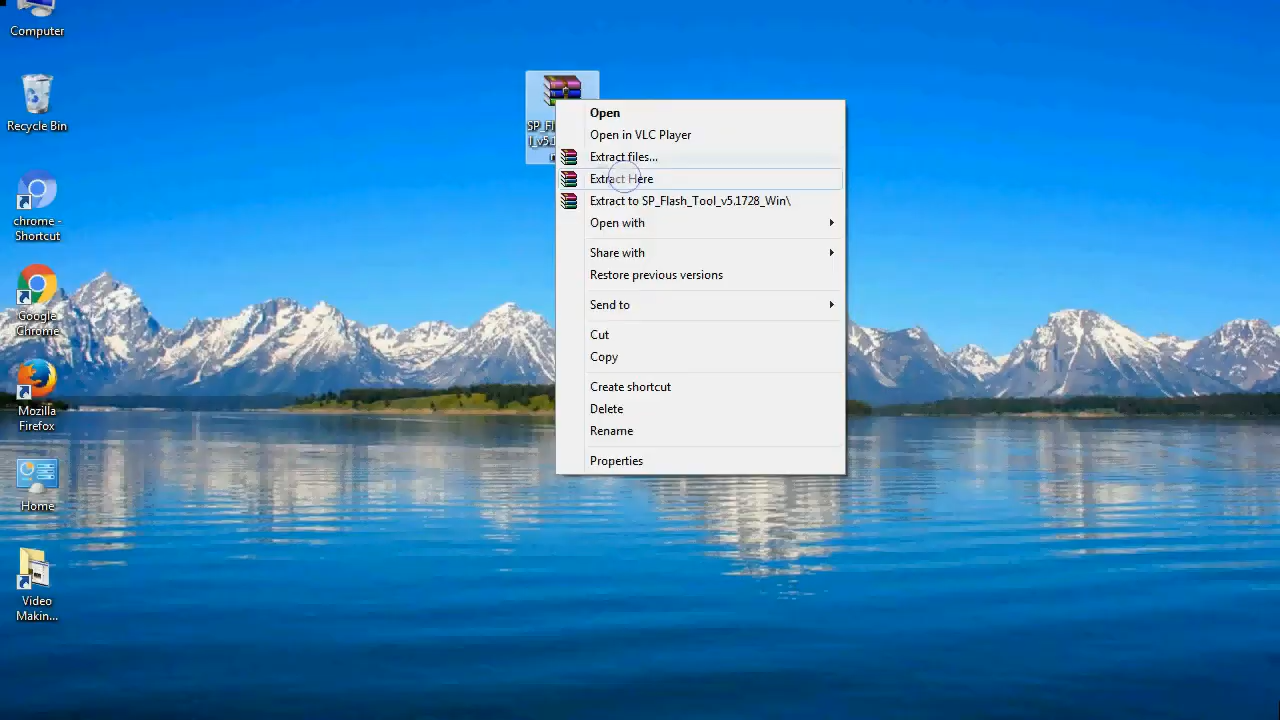 Computer
Recycle Bin
chrome -
Shortcut
Google
Chrome
Mozilla
Firefox
Home
Video
Makin...
Open
Open in VLC Player
Extract files...
Extract Here
Extract to SP_Flash_Tool_v5.1728_Win\
Open with
Share with
Restore previous versions
Send to
Cut
Copy
Create shortcut
Delete
Rename
Properties